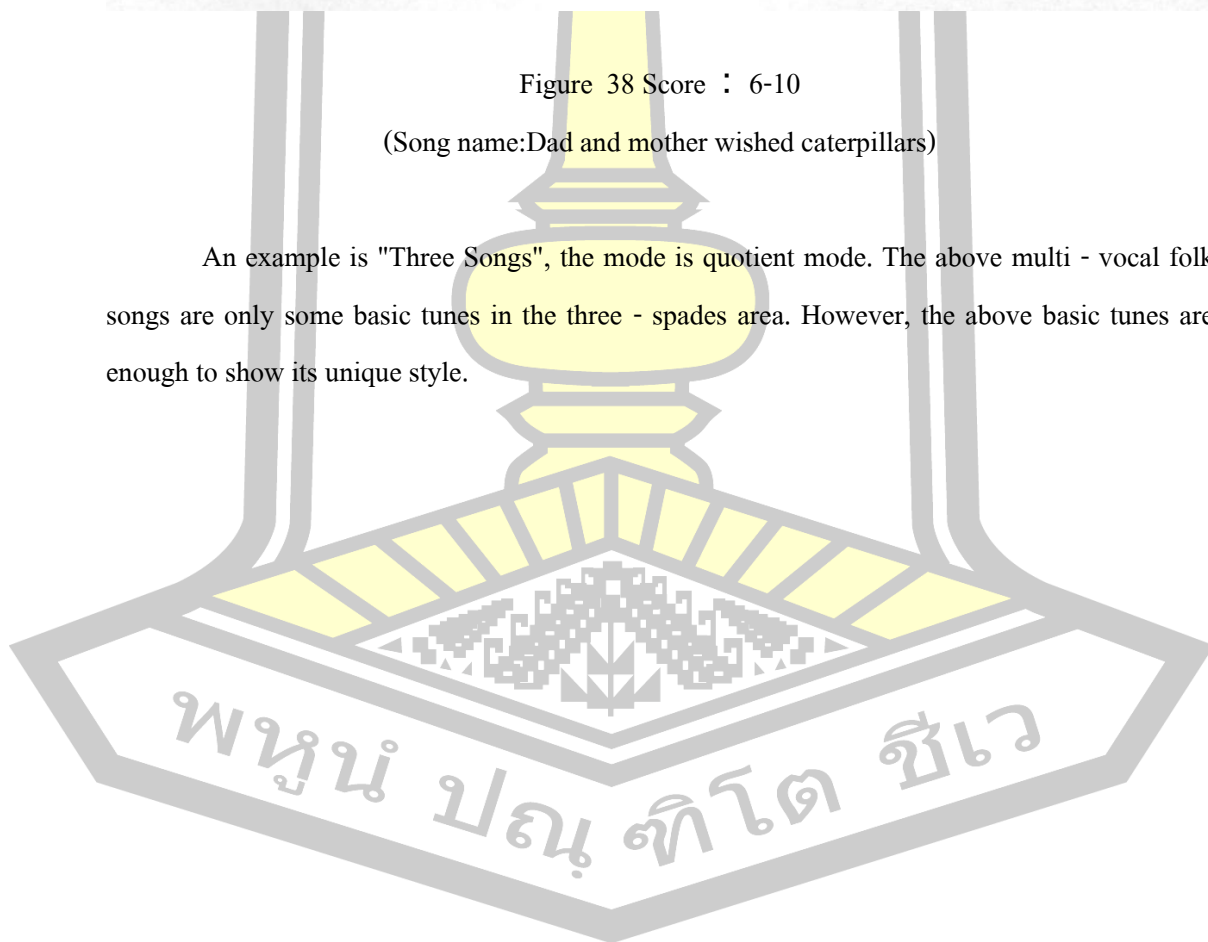 Figure 38 Score : 6-10
(Song name:Dad and mother wished caterpillars)
An example is "Three Songs", the mode is quotient mode. The above multi - vocal folk
songs are only some basic tunes in the three - spades area. However, the above basic tunes are
enough to show its unique style.
พหูนํ ปณฺฑิโต ชีเว